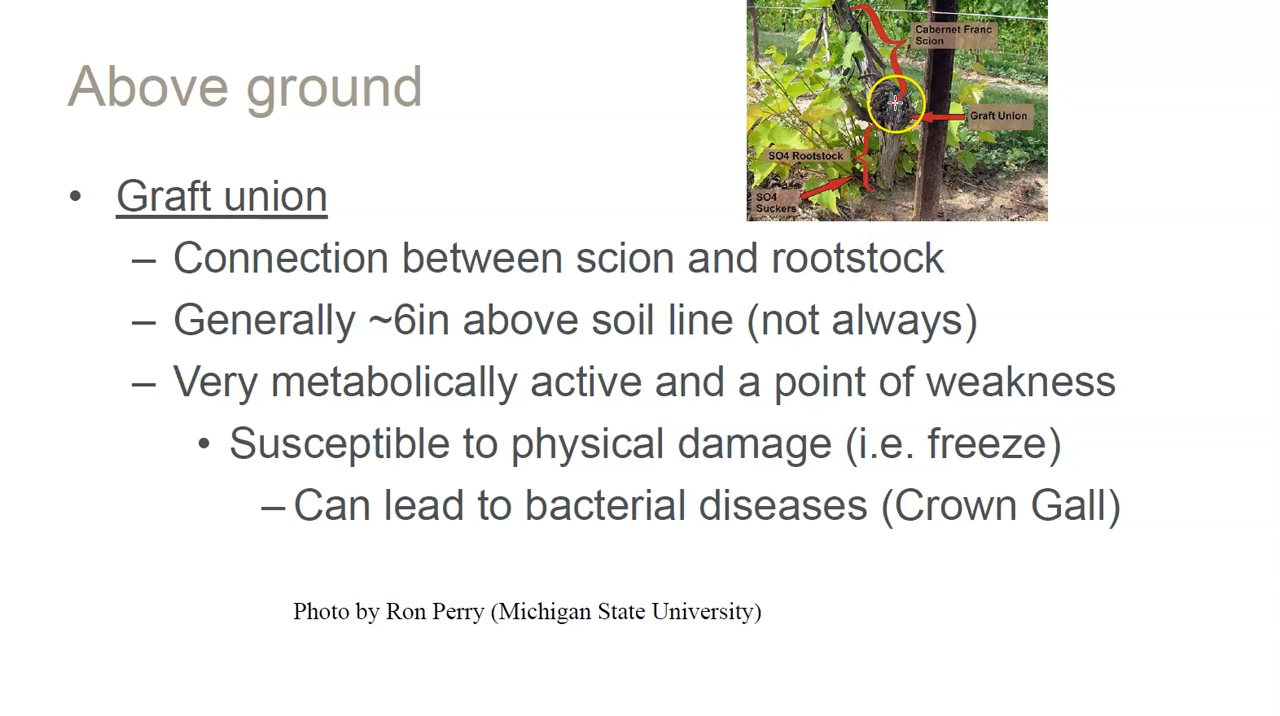 Above ground
Cabernet Franc
Scion
Graft Union
SO4 Rootstock
SO4
Suckers
• Graft union
– Connection between scion and rootstock
– Generally ~6in above soil line (not always)
– Very metabolically active and a point of weakness
• Susceptible to physical damage (i.e. freeze)
– Can lead to bacterial diseases (Crown Gall)
Photo by Ron Perry (Michigan State University)